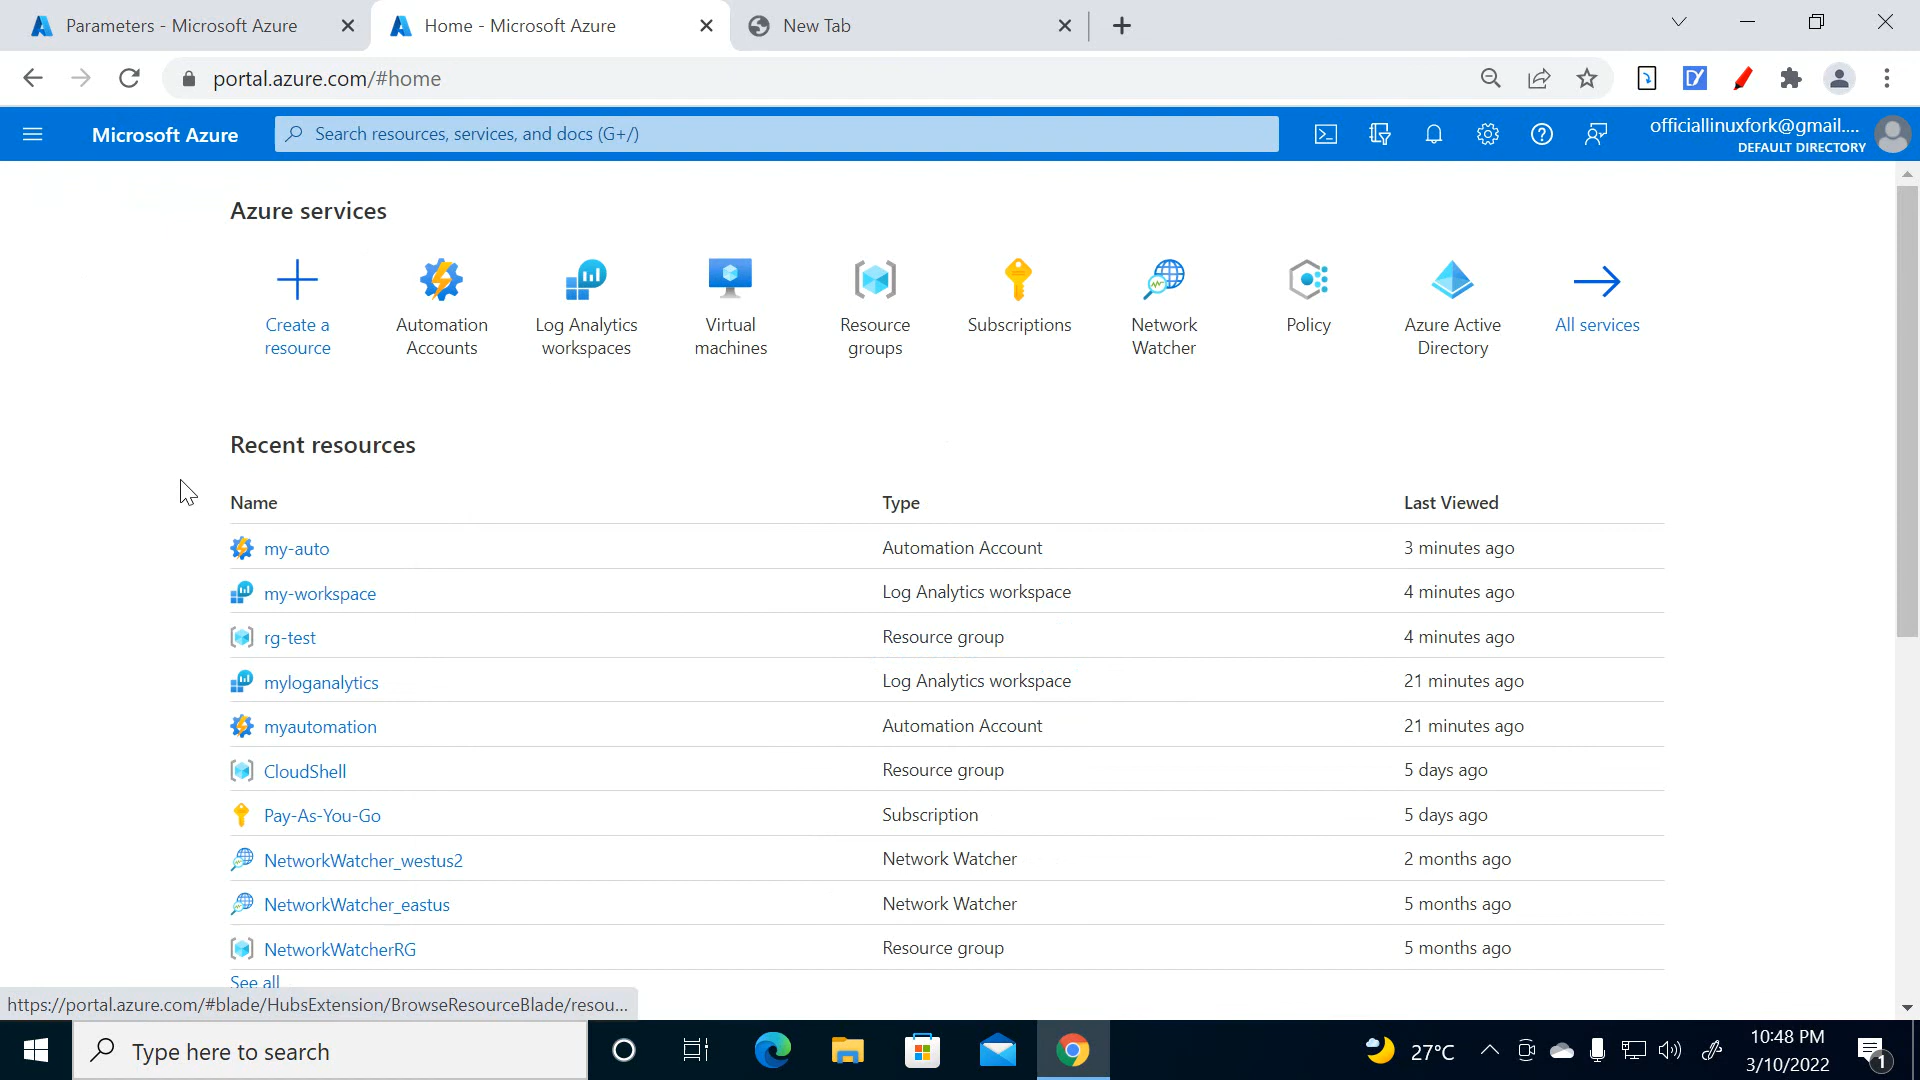 Parameters - Microsoft Azure
Home - Microsoft Azure
New Tab
portal.azure.com/#home
Microsoft Azure
Search resources, services, and docs (G+/)
officiallinuxfork@gmail....
DEFAULT DIRECTORY
Azure services
Create a resource
Automation Accounts
Log Analytics workspaces
Virtual machines
Resource groups
Subscriptions
Network Watcher
Policy
Azure Active Directory
All services
Recent resources
Name Type Last Viewed
my-auto Automation Account 3 minutes ago
my-workspace Log Analytics workspace 4 minutes ago
rg-test Resource group 4 minutes ago
myloganalytics Log Analytics workspace 21 minutes ago
myautomation Automation Account 21 minutes ago
CloudShell Resource group 5 days ago
Pay-As-You-Go Subscription 5 days ago
NetworkWatcher_westus2 Network Watcher 2 months ago
NetworkWatcher_eastus Network Watcher 5 months ago
NetworkWatcherRG Resource group 5 months ago
See all
https://portal.azure.com/#blade/HubsExtension/BrowseResourceBlade/resou...
Type here to search
27°C
10:48 PM
3/10/2022
1